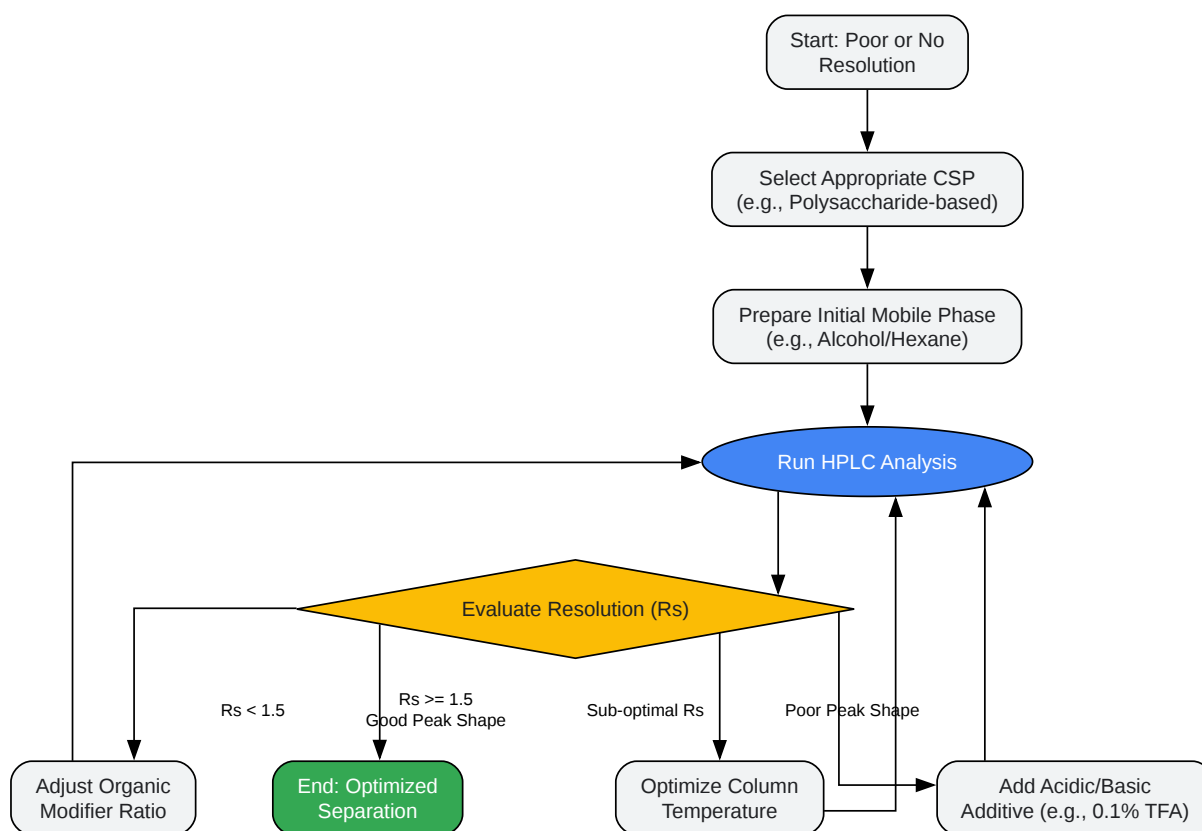 Start: Poor or No
Resolution
Select Appropriate CSP
(e.g., Polysaccharide-based)
Prepare Initial Mobile Phase
(e.g., Alcohol/Hexane)
Run HPLC Analysis
Evaluate Resolution (Rs)
Rs < 1.5
Rs >= 1.5
Good Peak Shape
Sub-optimal Rs
Poor Peak Shape
Adjust Organic
Modifier Ratio
End: Optimized
Separation
Optimize Column
Temperature
Add Acidic/Basic
Additive (e.g., 0.1% TFA)